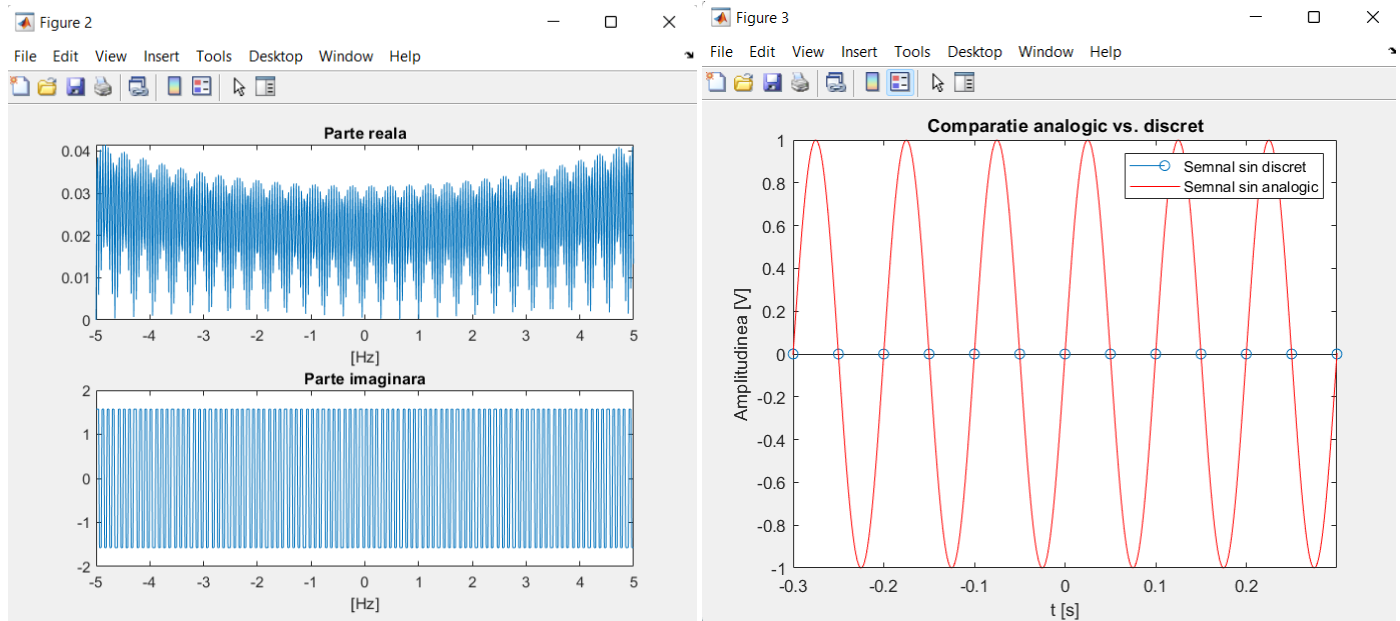 Figure 2
File Edit View Insert Tools Desktop Window Help
Parte reala
0.04
0.03
0.02
0.01
0
-5 -4 -3 -2 -1 0 1 2 3 4 5
[Hz]
Parte imaginara
2
1
0
-1
-2
-5 -4 -3 -2 -1 0 1 2 3 4 5
[Hz]
Figure 3
File Edit View Insert Tools Desktop Window Help
Comparatie analogic vs. discret
Semnal sin discret
Semnal sin analogic
Amplitudinea [V]
1
0.8
0.6
0.4
0.2
0
-0.2
-0.4
-0.6
-0.8
-1
-0.3 -0.2 -0.1 0 0.1 0.2
t [s]